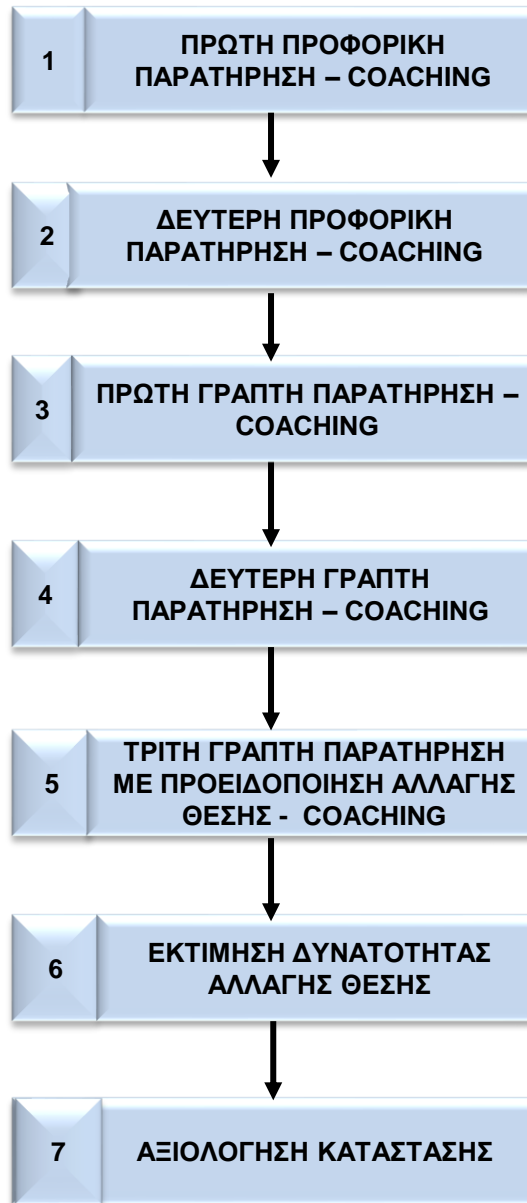 1
ΠΡΩΤΗ ΠΡΟΦΟΡΙΚΗ
ΠΑΡΑΤΗΡΗΣΗ – COACHING
2
ΔΕΥΤΕΡΗ ΠΡΟΦΟΡΙΚΗ
ΠΑΡΑΤΗΡΗΣΗ – COACHING
3
ΠΡΩΤΗ ΓΡΑΠΤΗ ΠΑΡΑΤΗΡΗΣΗ –
COACHING
4
ΔΕΥΤΕΡΗ ΓΡΑΠΤΗ
ΠΑΡΑΤΗΡΗΣΗ – COACHING
5
ΤΡΙΤΗ ΓΡΑΠΤΗ ΠΑΡΑΤΗΡΗΣΗ
ΜΕ ΠΡΟΕΙΔΟΠΟΙΗΣΗ ΑΛΛΑΓΗΣ
ΘΕΣΗΣ - COACHING
6
ΕΚΤΙΜΗΣΗ ΔΥΝΑΤΟΤΗΤΑΣ
ΑΛΛΑΓΗΣ ΘΕΣΗΣ
7
ΑΞΙΟΛΟΓΗΣΗ ΚΑΤΑΣΤΑΣΗΣ